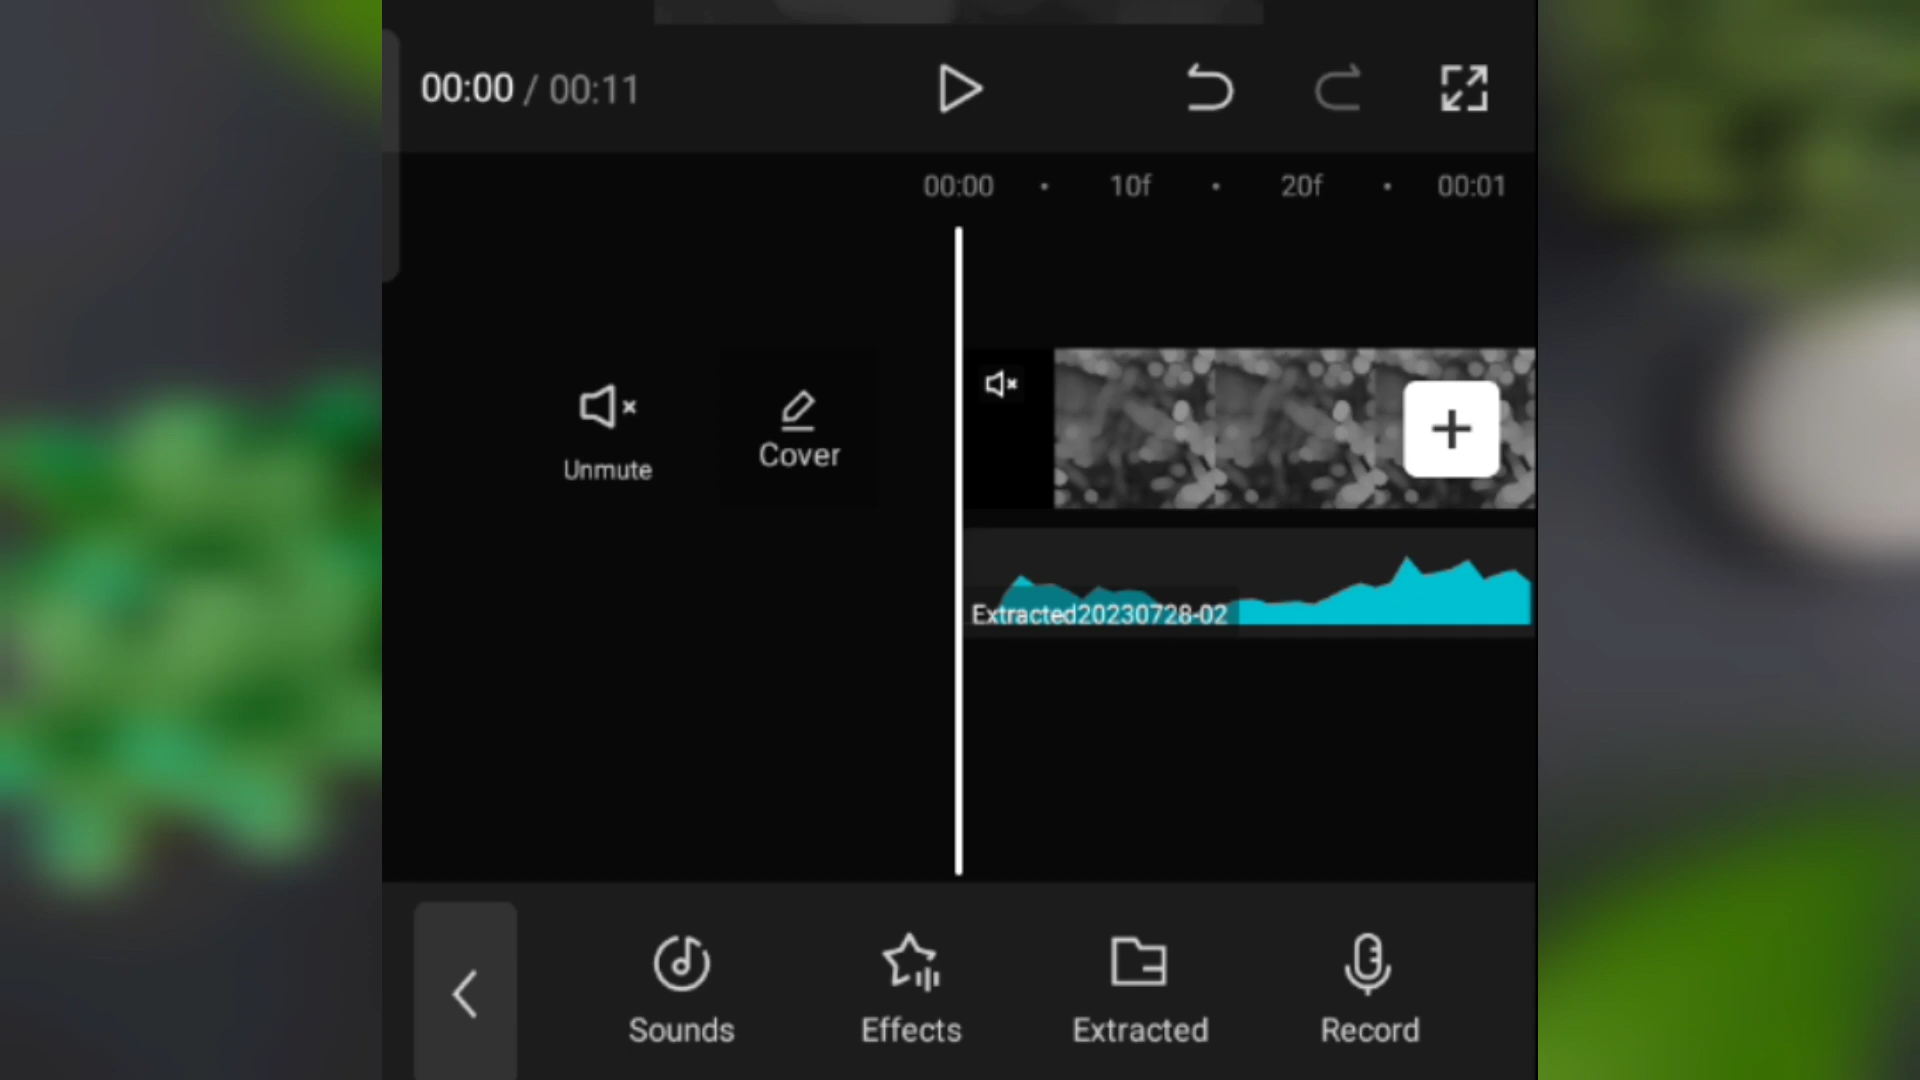 00:00 / 00:11
00:00 10f 20f 00:01
Unmute
Cover
Extracted20230728-02
Sounds Effects Extracted Record